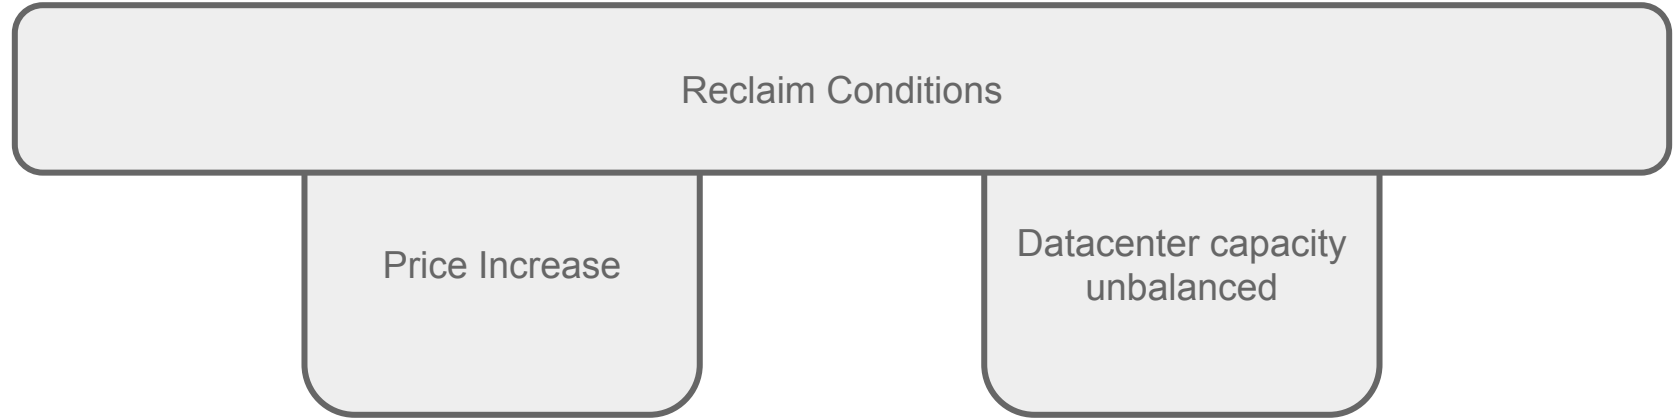 Reclaim Conditions
Price Increase
Datacenter capacity
unbalanced